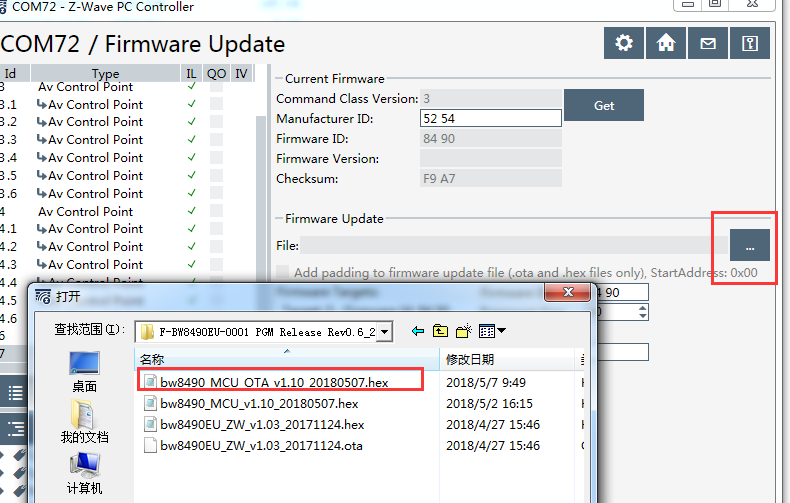 COM72 - Z-Wave PC Controller
COM72 / Firmware Update
Id Type IL QO IV
3 Av Control Point
3.1 Av Control Point
3.2 Av Control Point
3.3 Av Control Point
3.4 Av Control Point
3.5 Av Control Point
3.6 Av Control Point
4 Av Control Point
4.1 Av Control Point
4.2 Av Control Point
4.3 Av Control Point
4.4 Av Control Point
4.5
4.6
7
Current Firmware
Command Class Version: 3
Manufacturer ID: 52 54
Firmware ID: 84 90
Firmware Version:
Checksum: F9 A7
Get
Firmware Update
File:
...
Add padding to firmware update file (.ota and .hex files only), StartAddress: 0x00
Firmware Targets:
4 90
0
打开
查找范围(I): F-BW8490EU-0001 PGM Release Rev0.6_2
名称 修改日期
bw8490_MCU_OTA_v1.10_20180507.hex 2018/5/7 9:49
bw8490_MCU_v1.10_20180507.hex 2018/5/2 16:15
bw8490EU_ZW_v1.03_20171124.hex 2018/4/27 15:46
bw8490EU_ZW_v1.03_20171124.ota 2018/4/27 15:46
桌面
我的文档
计算机